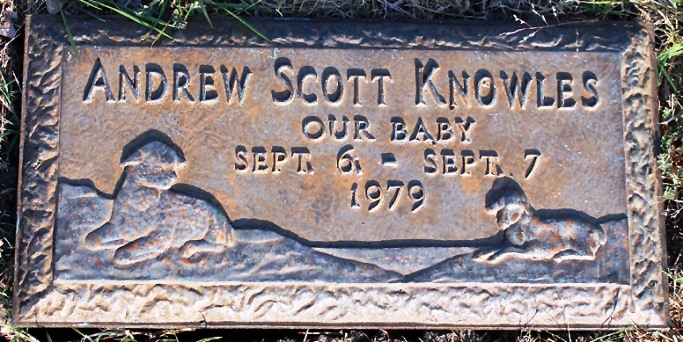 ANDREW SCOTT KNOWLES
OUR BABY
SEPT. 6. - SEPT. 7
1979